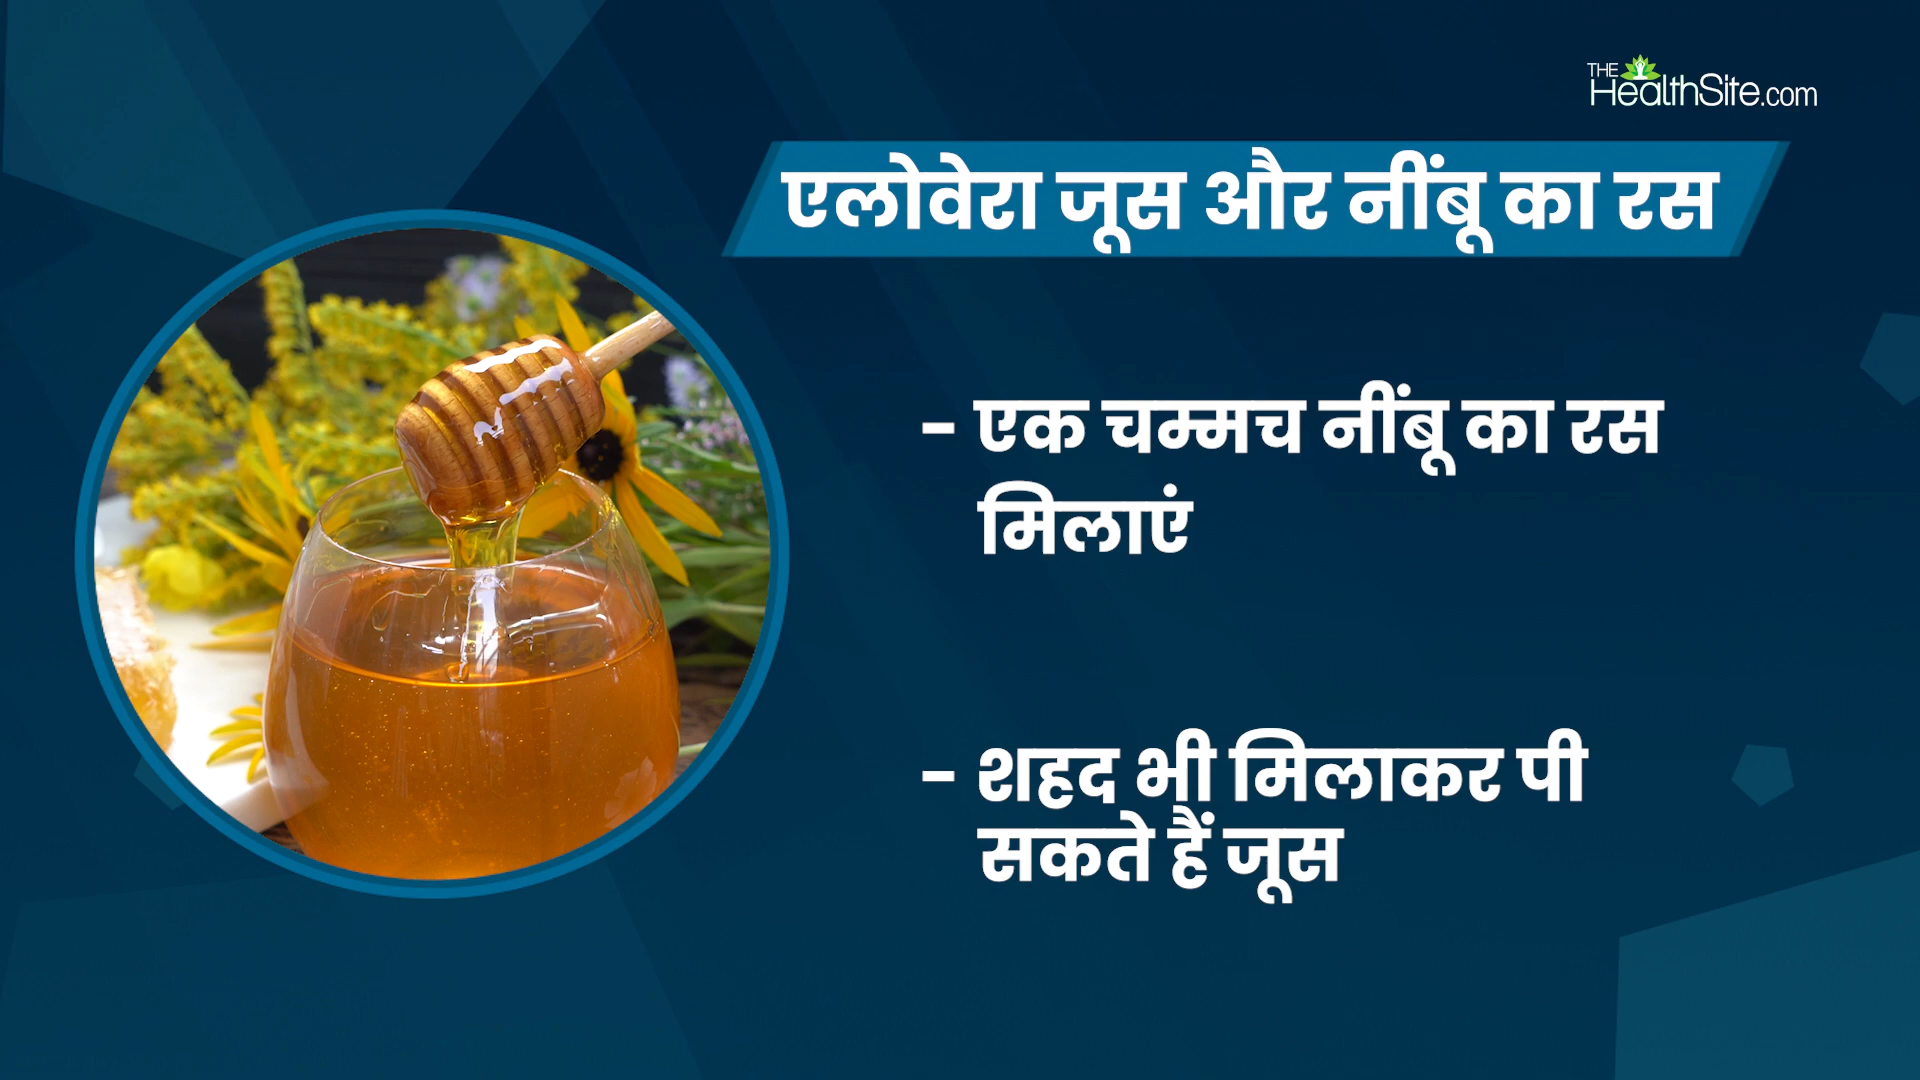 THE
HealthSite.com
एलोवेरा जूस और नींबू का रस
- एक चम्मच नींबू का रस
मिलाएं
- शहद भी मिलाकर पी
सकते हैं जूस